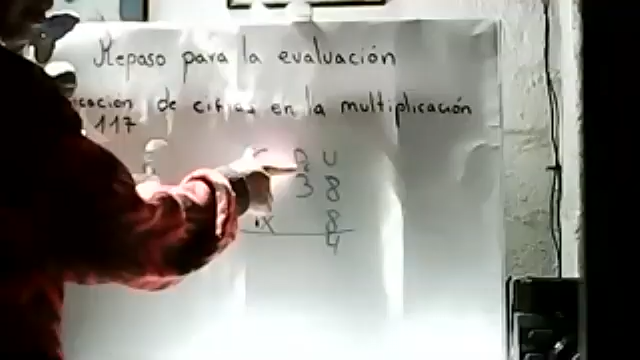 Repaso para la evaluación
de cifras en la multiplicación
117
D U
3 8
x 8
4